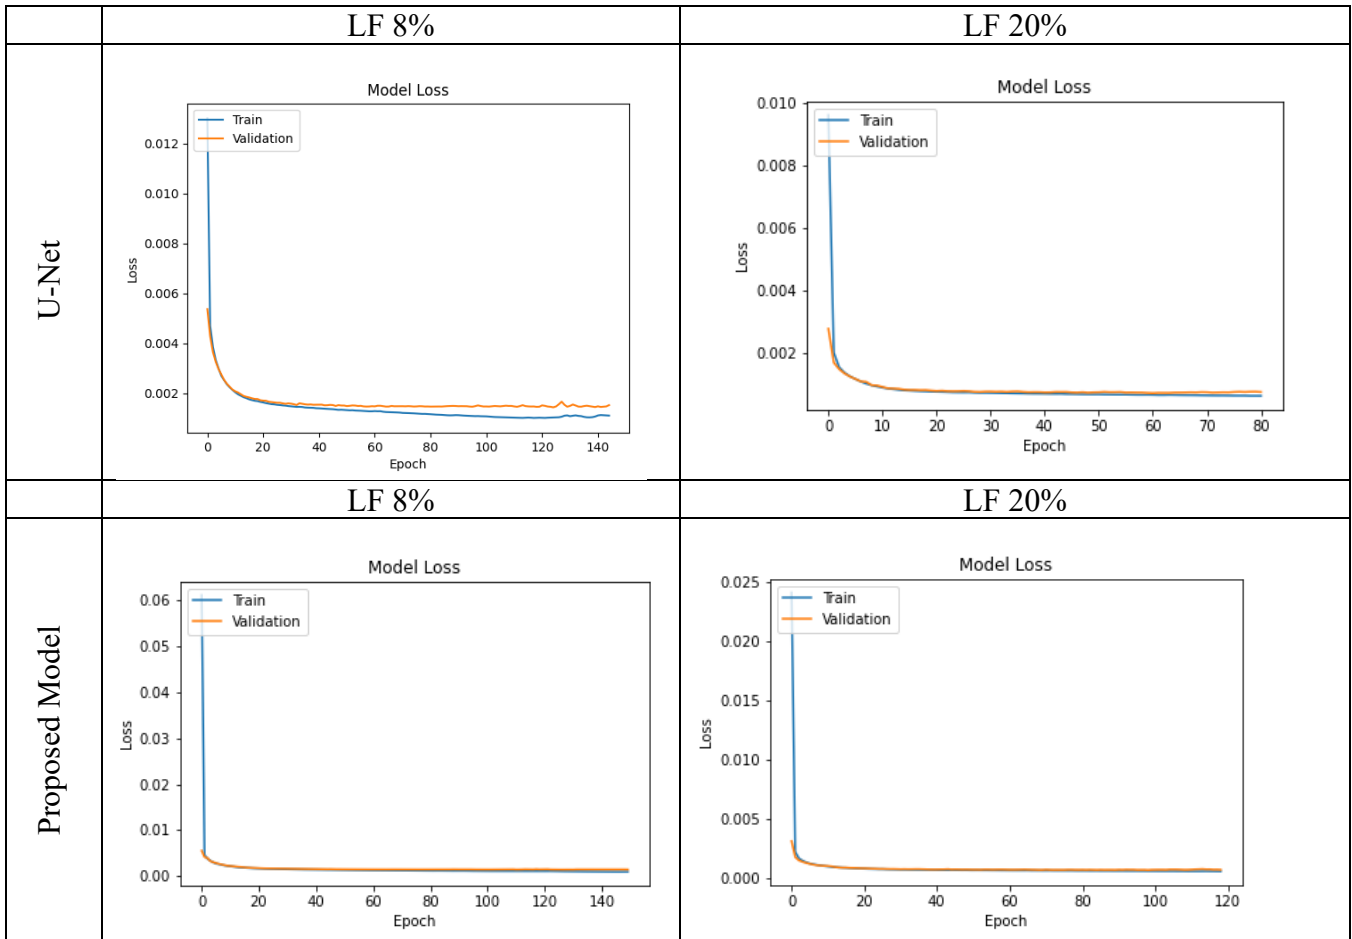 LF 8%
LF 20%
U-Net
Model Loss
Train
Validation
0.012
0.010
0.008
0.006
0.004
0.002
Loss
0 20 40 60 80 100 120 140
Epoch
Model Loss
Train
Validation
0.010
0.008
0.006
0.004
0.002
Loss
0 10 20 30 40 50 60 70 80
Epoch
LF 8%
LF 20%
Proposed Model
Model Loss
Train
Validation
0.06
0.05
0.04
0.03
0.02
0.01
0.00
Loss
0 20 40 60 80 100 120 140
Epoch
Model Loss
Train
Validation
0.025
0.020
0.015
0.010
0.005
0.000
Loss
0 20 40 60 80 100 120
Epoch